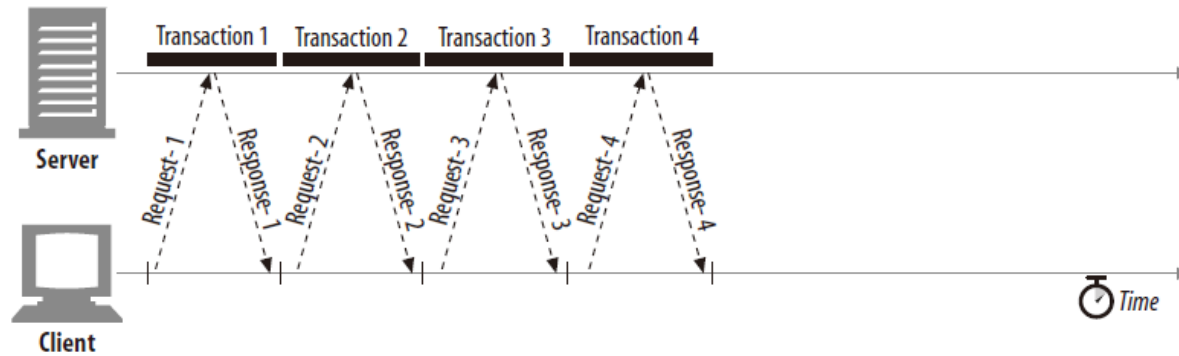 Transaction 1 Transaction 2 Transaction 3 Transaction 4
Request- 1
Response- 1
Request- 2
Response- 2
Request- 3
Response- 3
Request- 4
Response- 4
Server
Client
Time